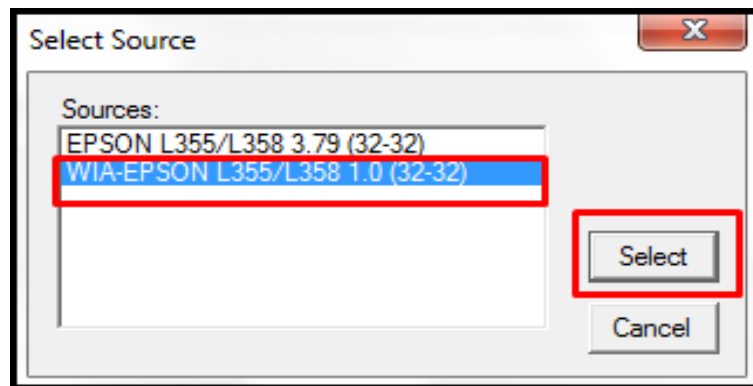 Select Source
Sources:
EPSON L355/L358 3.79 (32-32)
WIA-EPSON L355/L358 1.0 (32-32)
Select
Cancel